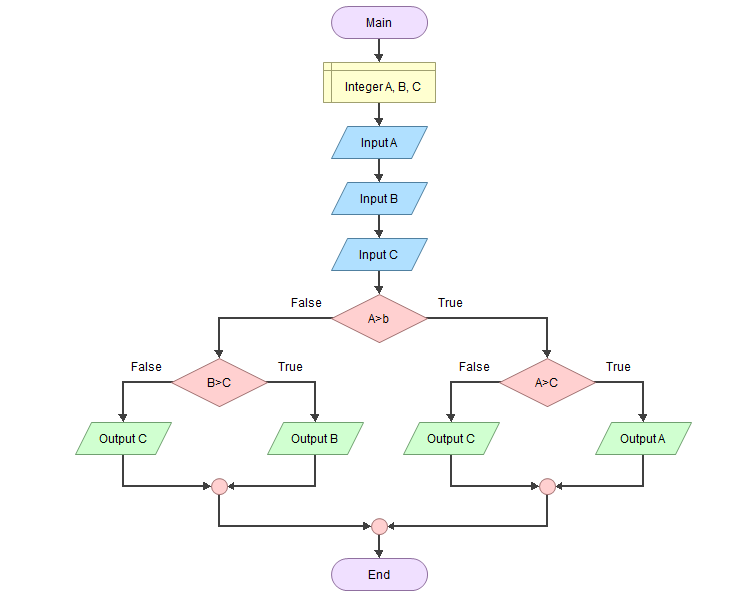 Main
Integer A, B, C
Input A
Input B
Input C
False
True
A>b
False
True
False
True
B>C
A>C
Output C
Output B
Output C
Output A
End